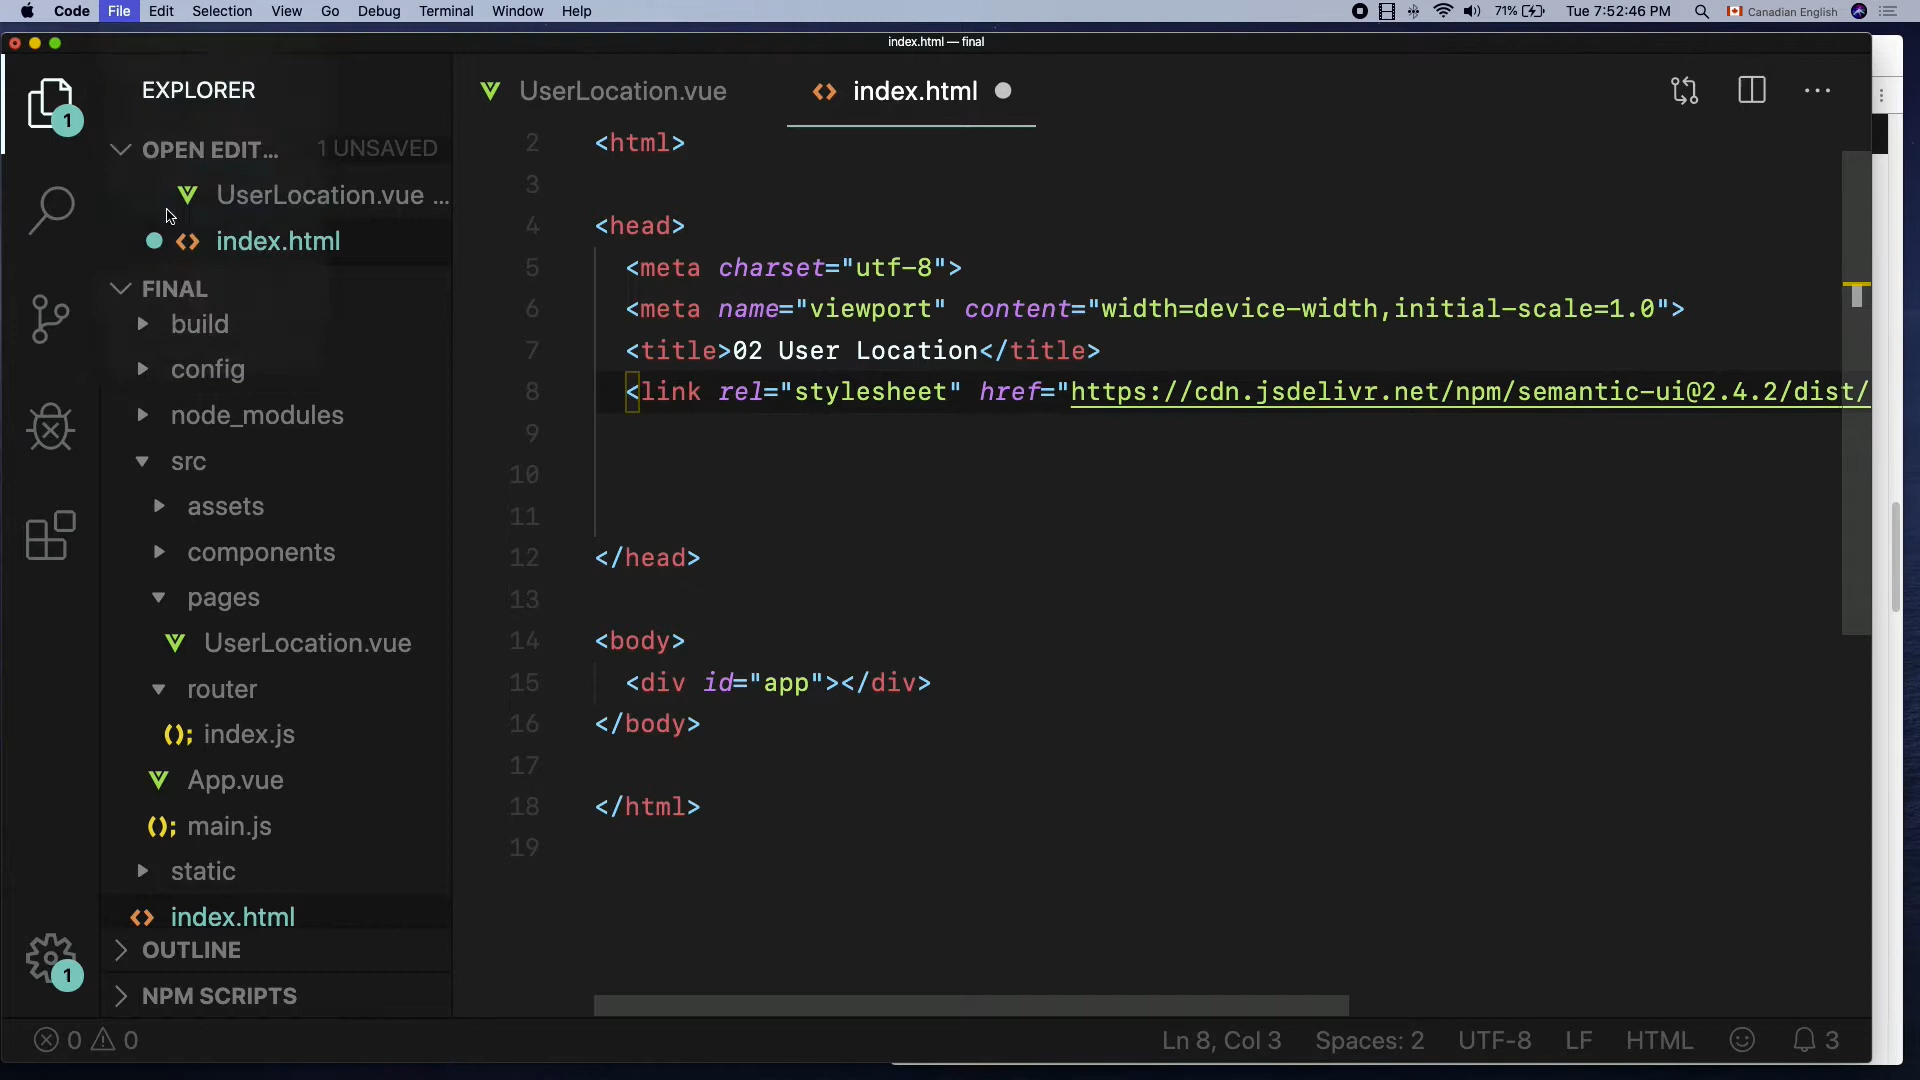 Code File Edit Selection View Go Debug Terminal Window Help 71% Tue 7:52:46 PM Canadian English
index.html — final
EXPLORER
OPEN EDIT... 1 UNSAVED
UserLocation.vue ...
index.html
FINAL
build
config
node_modules
src
assets
components
pages
UserLocation.vue
router
index.js
App.vue
main.js
static
index.html
OUTLINE
NPM SCRIPTS
1
1
UserLocation.vue index.html
2 <html>
3
4 <head>
5 <meta charset="utf-8">
6 <meta name="viewport" content="width=device-width,initial-scale=1.0">
7 <title>02 User Location</title>
8 <link rel="stylesheet" href="https://cdn.jsdelivr.net/npm/semantic-ui@2.4.2/dist/
9
10
11
12 </head>
13
14 <body>
15 <div id="app"></div>
16 </body>
17
18 </html>
19
0 0 Ln 8, Col 3 Spaces: 2 UTF-8 LF HTML 3